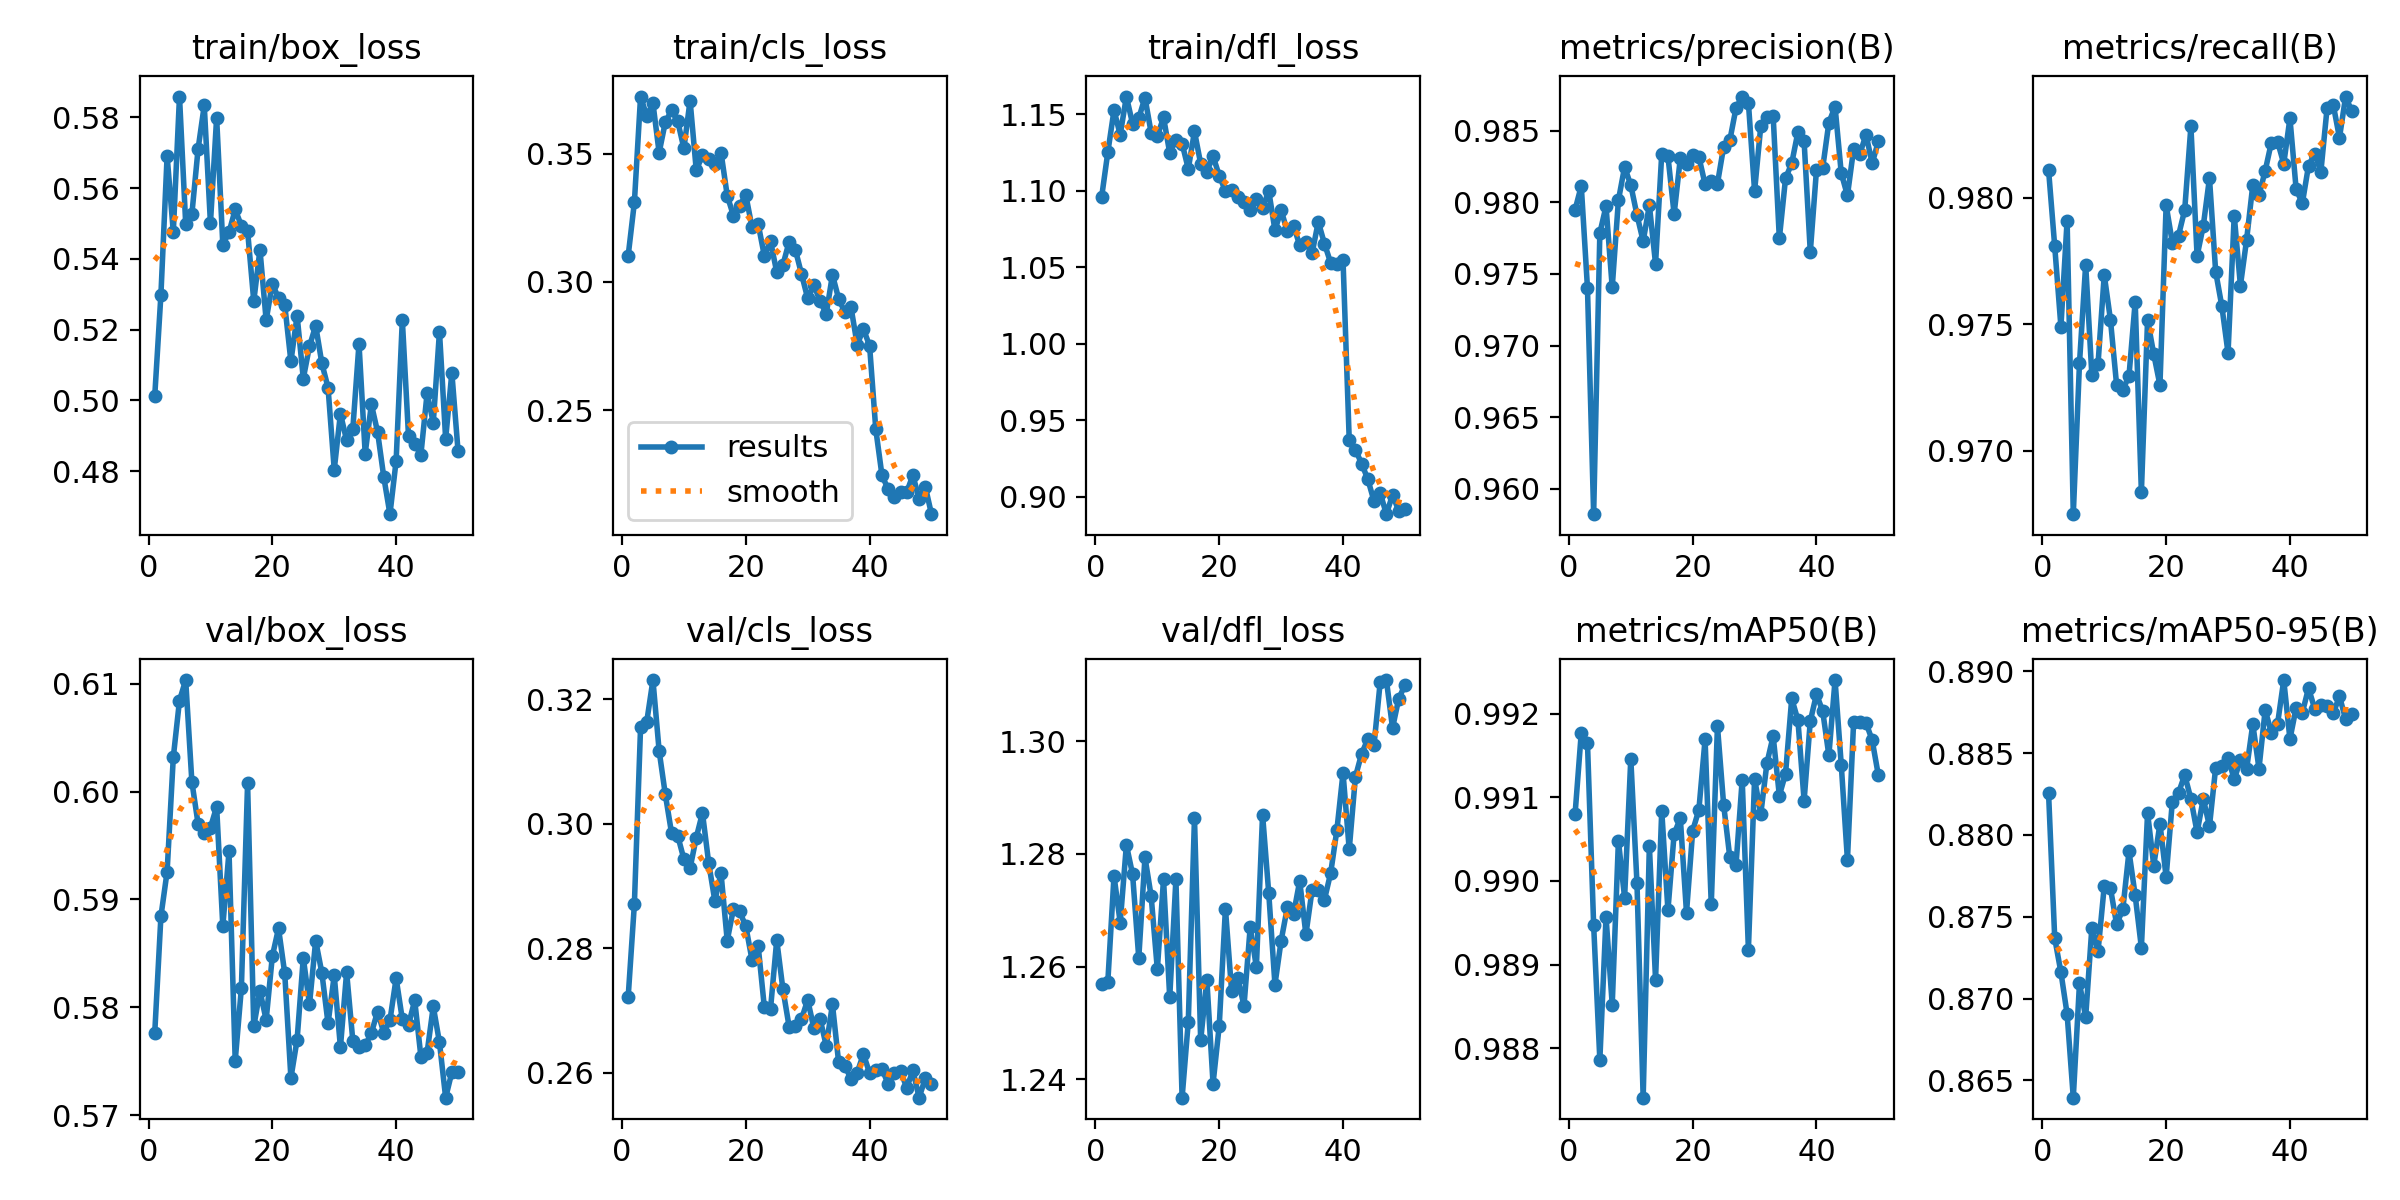 train/box_loss
train/cls_loss
train/dfl_loss
metrics/precision(B)
metrics/recall(B)
0.58
0.56
0.54
0.52
0.50
0.48
0 20 40
0.35
0.30
0.25
results
smooth
0 20 40
1.15
1.10
1.05
1.00
0.95
0.90
0 20 40
0.985
0.980
0.975
0.970
0.965
0.960
0 20 40
0.980
0.975
0.970
0 20 40
val/box_loss
val/cls_loss
val/dfl_loss
metrics/mAP50(B)
metrics/mAP50-95(B)
0.61
0.60
0.59
0.58
0.57
0 20 40
0.32
0.30
0.28
0.26
0 20 40
1.30
1.28
1.26
1.24
0 20 40
0.992
0.991
0.990
0.989
0.988
0 20 40
0.890
0.885
0.880
0.875
0.870
0.865
0 20 40